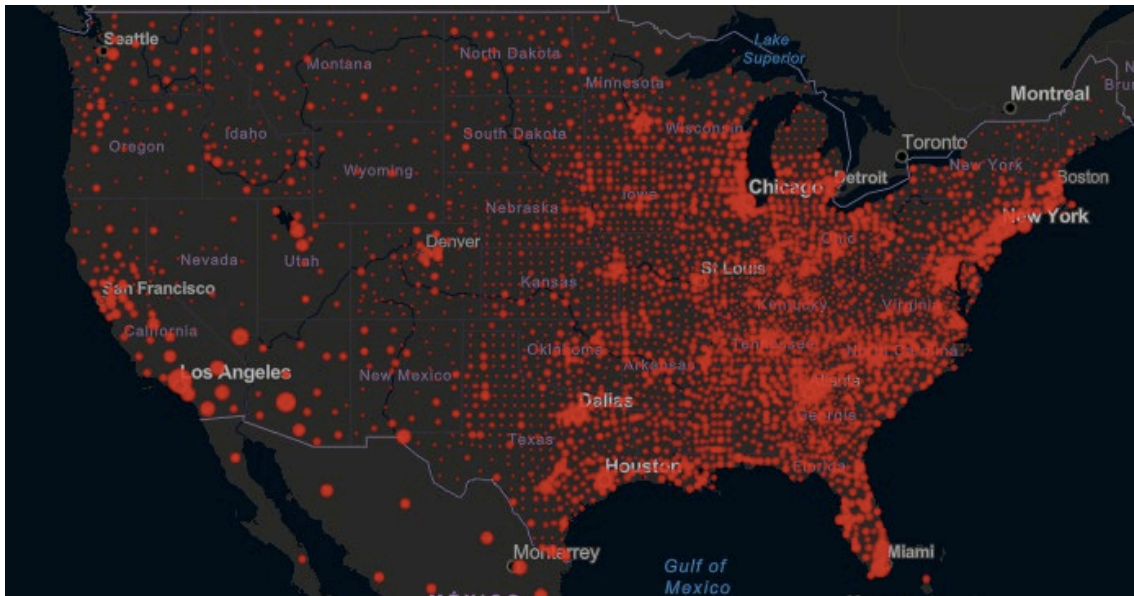 Seattle
North Dakota
Lake
Superior
Montana
Minnesota
Montreal
Oregon
Idaho
South Dakota
Wisconsin
Toronto
Wyoming
New York
Detroit
Boston
Chicago
Iowa
Nebraska
New York
Denver
Ohio
Nevada
Utah
St Louis
San Francisco
Kansas
Kentucky
Virginia
California
Tennessee
Oklahoma
North Carolina
Los Angeles
New Mexico
Arkansas
Atlanta
Dallas
Georgia
Texas
Houston
Florida
Monterrey
Miami
Gulf of
Mexico